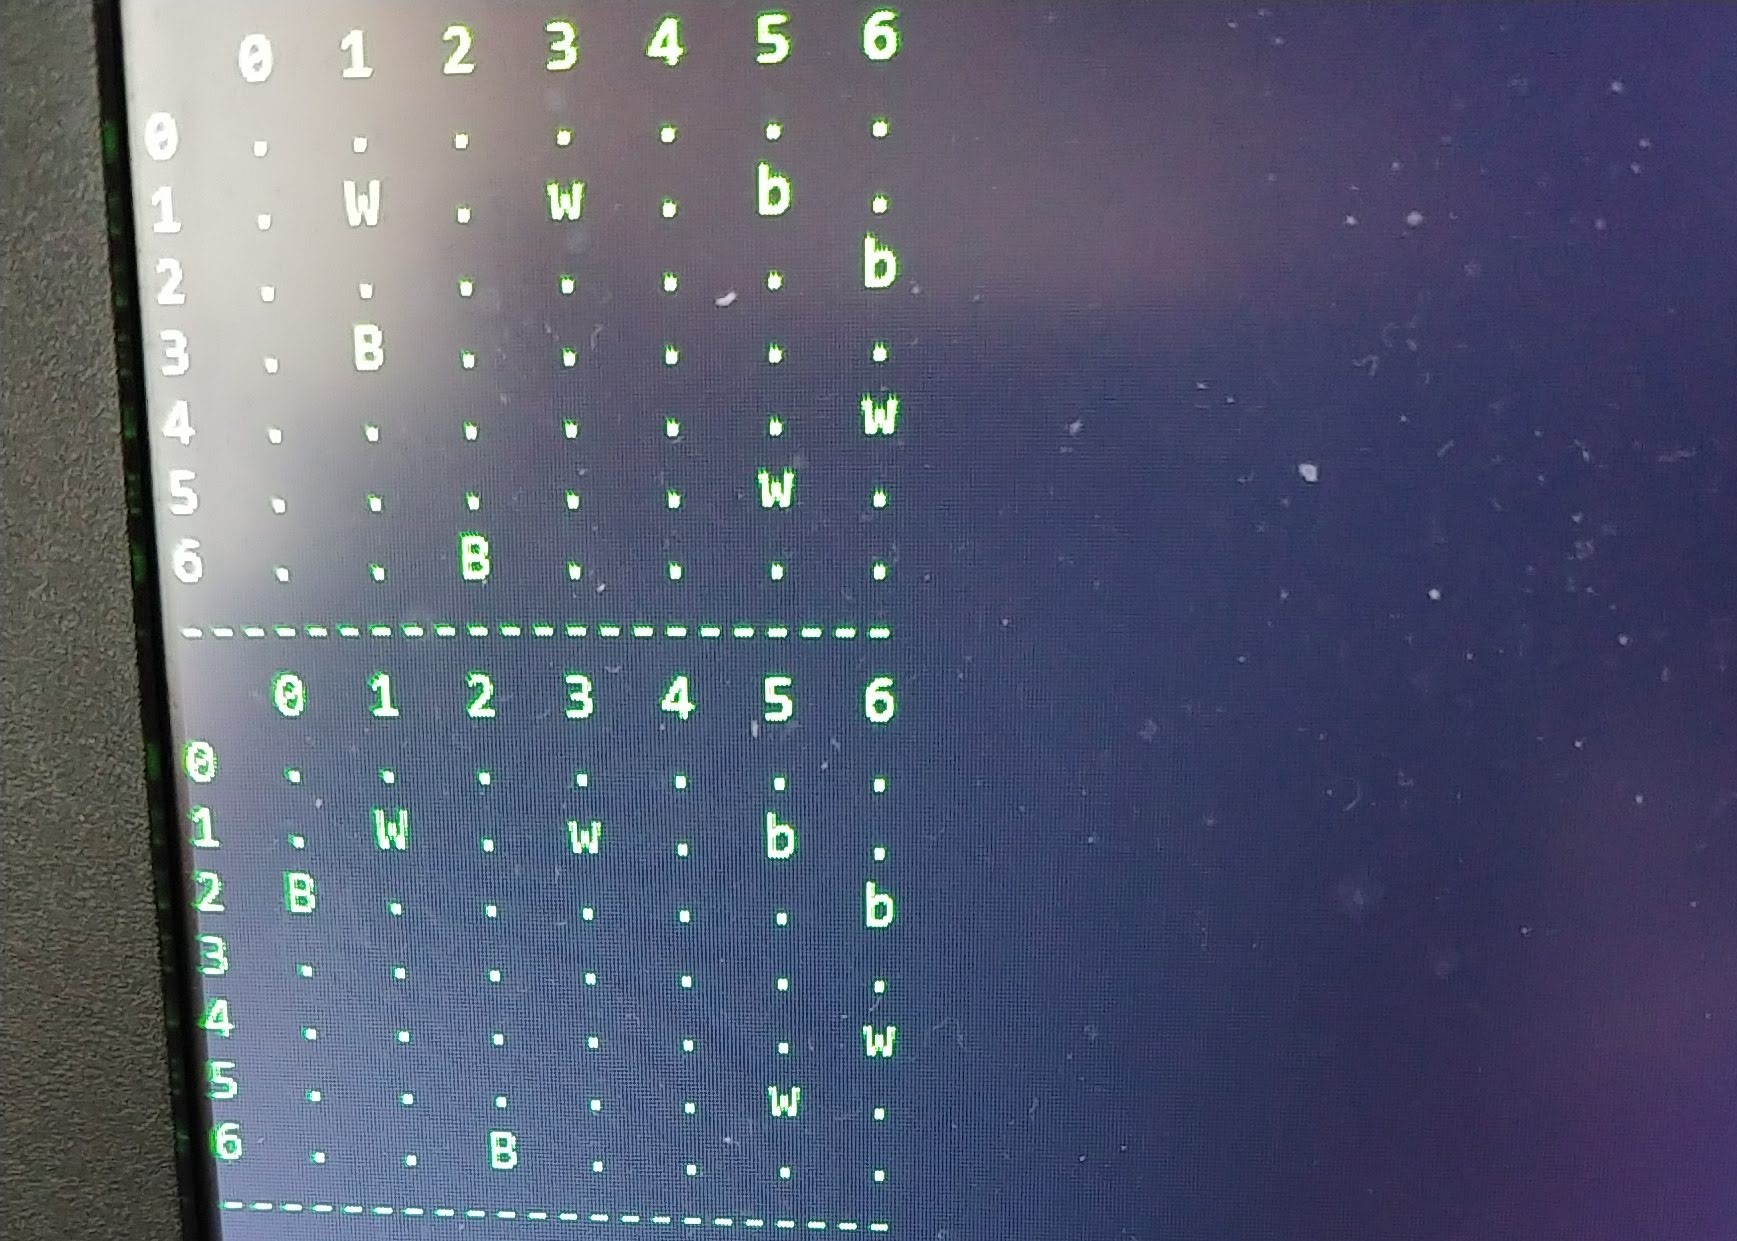 0 1 2 3 4 5 6
0 . . . . . . .
1 . W . w . b .
2 . . . . . . b
3 . B . . . . .
4 . . . . . . w
5 . . . . . w .
6 . . B . . . .
-----------------------
0 1 2 3 4 5 6
0 . . . . . . .
1 . W . w . b .
2 B . . . . . b
3 . . . . . . .
4 . . . . . . w
5 . . . . . w .
6 . . B . . . .
-----------------------